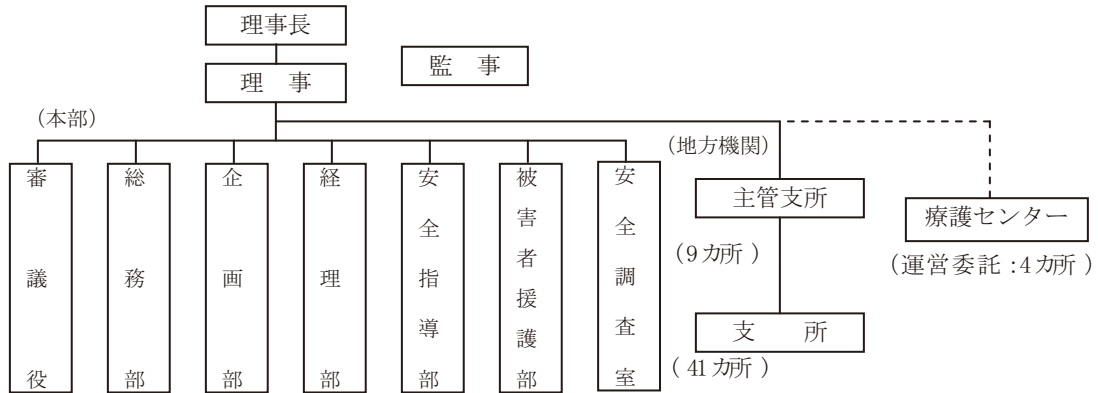 理事長
理　事
監　事
（本部）
（地方機関）
審議役
総務部
企画部
経理部
安全指導部
被害者援護部
安全調査室
主管支所
（9カ所）
療護センター
（運営委託:4カ所）
支　　所
（41カ所）